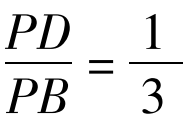 PD/PB = 1/3